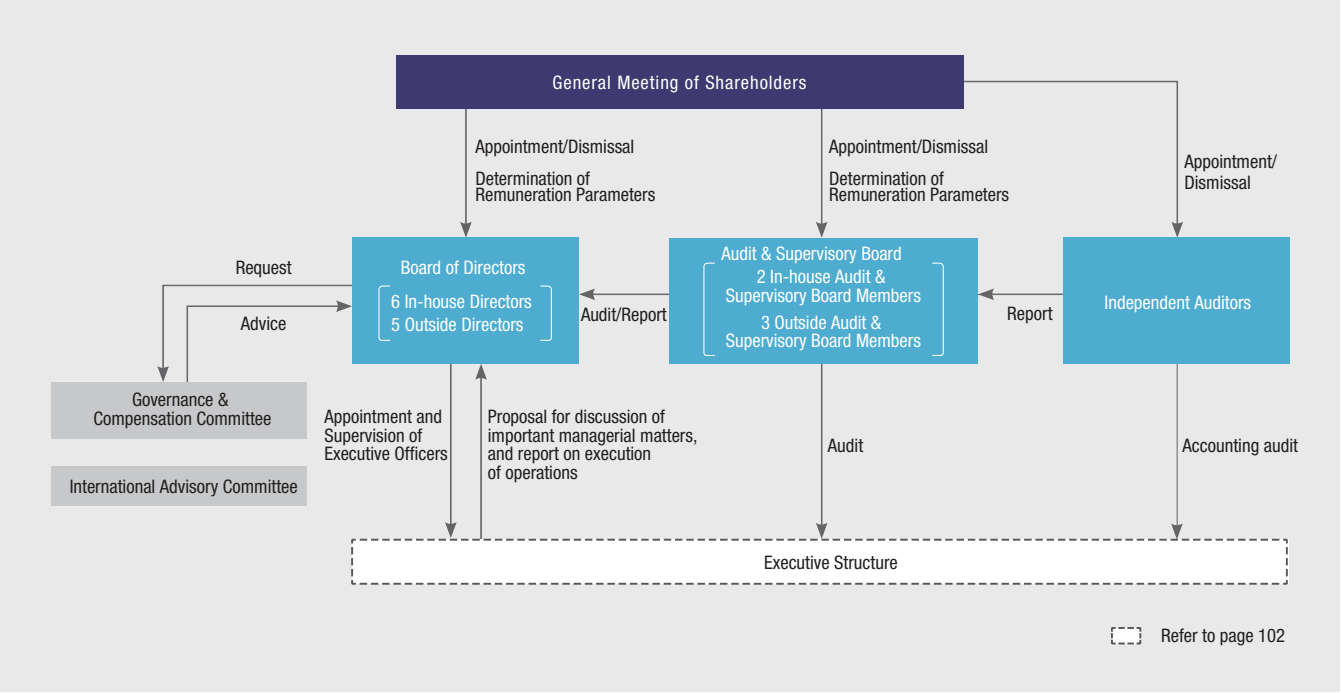 General Meeting of Shareholders
Appointment/Dismissal
Determination of
Remuneration Parameters
Appointment/Dismissal
Determination of
Remuneration Parameters
Appointment/
Dismissal
Request
Advice
Board of Directors
6 In-house Directors
5 Outside Directors
Audit/Report
Audit & Supervisory Board
2 In-house Audit &
Supervisory Board Members
3 Outside Audit &
Supervisory Board Members
Report
Independent Auditors
Governance &
Compensation Committee
International Advisory Committee
Appointment and
Supervision of
Executive Officers
Proposal for discussion of
important managerial matters,
and report on execution
of operations
Audit
Accounting audit
Executive Structure
Refer to page 102